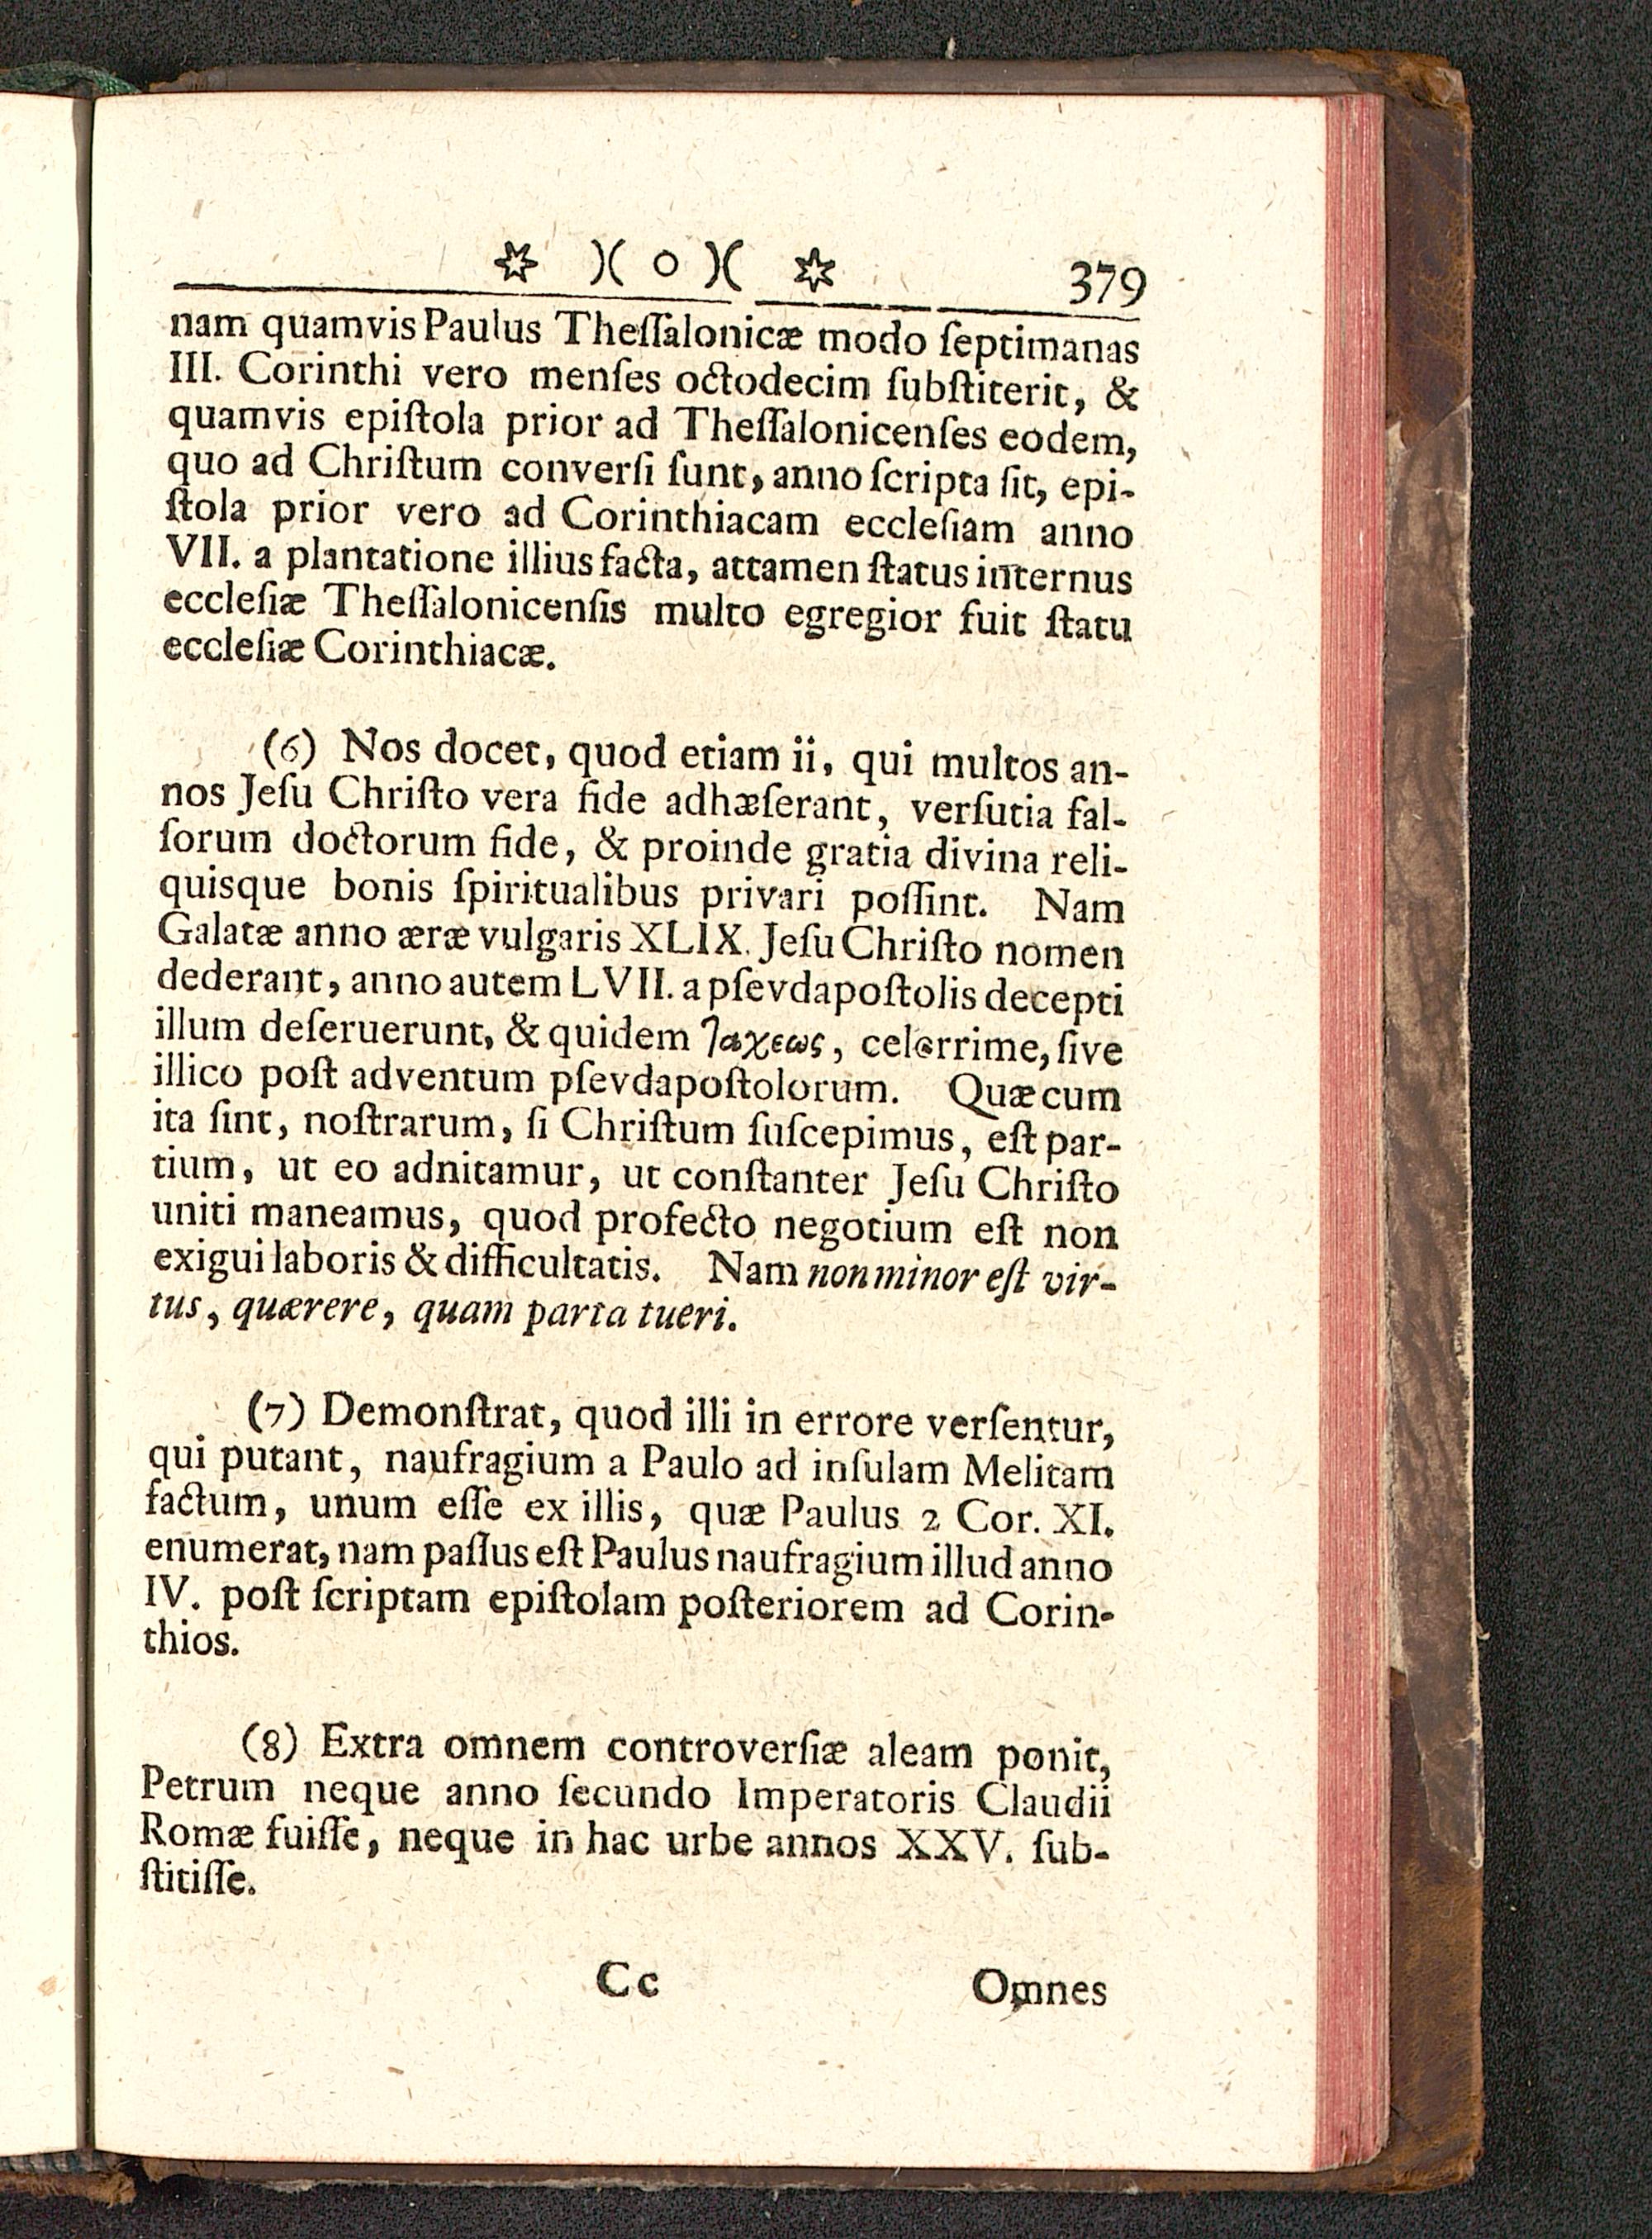 ✡ )( o )( ✡ 379
nam quamvis Paulus Theſſalonicæ modo ſeptimanas
III. Corinthi vero menſes octodecim ſubſtiterit, &
quamvis epiſtola prior ad Theſſalonicenſes eodem,
quo ad Chriſtum converſi ſunt, anno ſcripta ſit, epi-
ſtola prior vero ad Corinthiacam eccleſiam anno
VII. a plantatione illius facta, attamen ſtatus internus
eccleſiæ Theſſalonicenſis multo egregior fuit ſtatu
eccleſiæ Corinthiacæ.
(6) Nos docet, quod etiam ii, qui multos an-
nos Jeſu Chriſto vera fide adhæſerant, verſutia fal-
ſorum doctorum fide, & proinde gratia divina reli-
quisque bonis ſpiritualibus privari poſſint. Nam
Galatæ anno æræ vulgaris XLIX. Jeſu Chriſto nomen
dederant, anno autem LVII. a pſevdapoſtolis decepti
illum deſeruerunt, & quidem ταχεως, celerrime, ſive
illico poſt adventum pſevdapoſtolorum. Quæ cum
ita ſint, noſtrarum, ſi Chriſtum ſuſcepimus, eſt par-
tium, ut eo adnitamur, ut conſtanter Jeſu Chriſto
uniti maneamus, quod profecto negotium eſt non
exigui laboris & difficultatis. Nam non minor eſt vir-
tus, quærere, quam parta tueri.
(7) Demonſtrat, quod illi in errore verſentur,
qui putant, naufragium a Paulo ad inſulam Melitam
factum, unum eſſe ex illis, quæ Paulus 2 Cor. XI.
enumerat, nam paſſus eſt Paulus naufragium illud anno
IV. poſt ſcriptam epiſtolam poſteriorem ad Corin-
thios.
(8) Extra omnem controverſiæ aleam ponit,
Petrum neque anno ſecundo Imperatoris Claudii
Romæ fuiſſe, neque in hac urbe annos XXV. ſub-
ſtitiſſe.
Cc Omnes